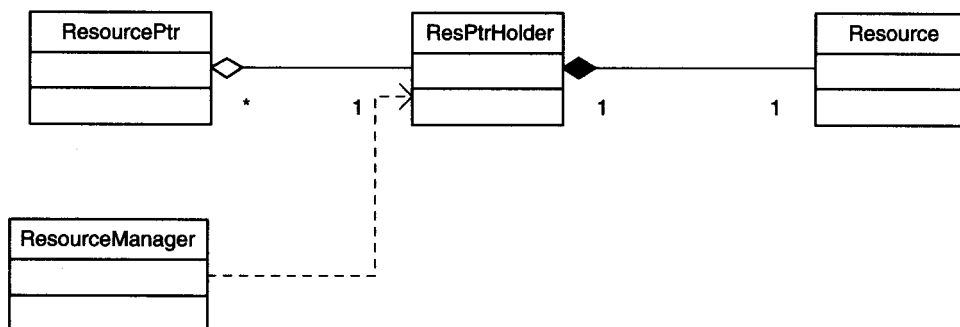 ResourcePtr
ResPtrHolder
Resource
*
1
1
1
ResourceManager